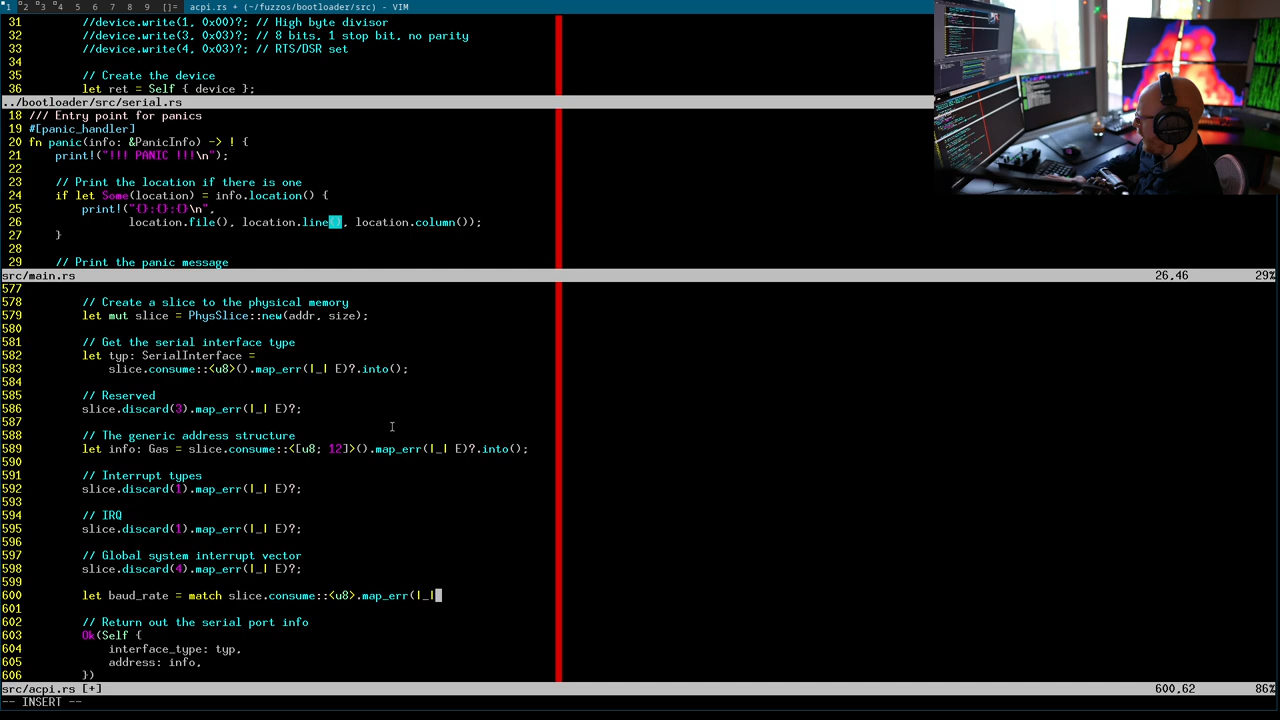 1 2 3 4 5 6 7 8 9 []= acpi.rs + (~/fuzzos/bootloader/src) - VIM
31         //device.write(1, 0x00)?; // High byte divisor
32         //device.write(3, 0x03)?; // 8 bits, 1 stop bit, no parity
33         //device.write(4, 0x03)?; // RTS/DSR set
34
35         // Create the device
36         let ret = Self { device };
../bootloader/src/serial.rs
18 /// Entry point for panics
19 #[panic_handler]
20 fn panic(info: &PanicInfo) -> ! {
21     print!("!!! PANIC !!!\n");
22
23     // Print the location if there is one
24     if let Some(location) = info.location() {
25         print!("{}:{}:{}\n",
26                location.file(), location.line(), location.column());
27     }
28
29     // Print the panic message
src/main.rs 26,46 29%
577
578         // Create a slice to the physical memory
579         let mut slice = PhysSlice::new(addr, size);
580
581         // Get the serial interface type
582         let typ: SerialInterface =
583             slice.consume::<u8>().map_err(|_| E)?.into();
584
585         // Reserved
586         slice.discard(3).map_err(|_| E)?;
587
588         // The generic address structure
589         let info: Gas = slice.consume::<[u8; 12]>().map_err(|_| E)?.into();
590
591         // Interrupt types
592         slice.discard(1).map_err(|_| E)?;
593
594         // IRQ
595         slice.discard(1).map_err(|_| E)?;
596
597         // Global system interrupt vector
598         slice.discard(4).map_err(|_| E)?;
599
600         let baud_rate = match slice.consume::<u8>.map_err(|_|
601
602         // Return out the serial port info
603         Ok(Self {
604             interface_type: typ,
605             address: info,
606         })
src/acpi.rs [+] 600,62 86%
-- INSERT --